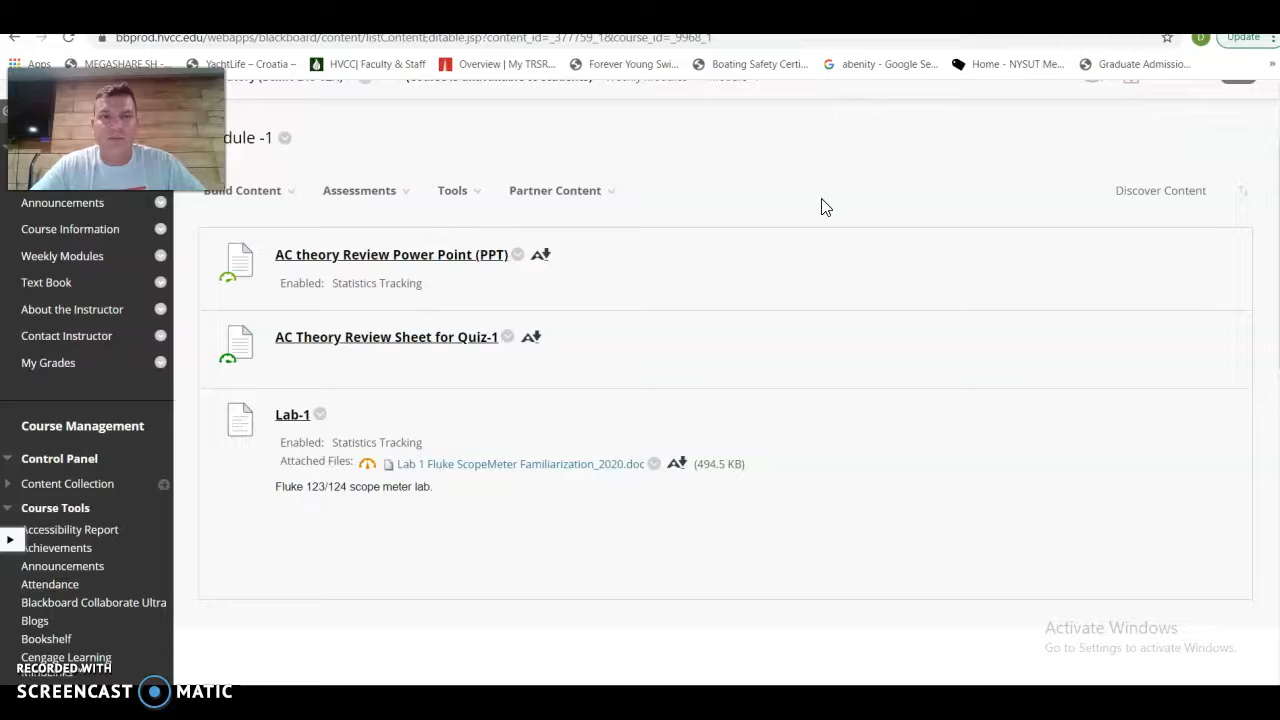 bbprod.hvcc.edu/webapps/blackboard/content/listContentEditable.jsp?content_id=_377759_1&course_id=_9968_1
Update
Apps
MEGASHARE.SH -...
YachtLife – Croatia –
HVCC| Faculty & Staff
Overview | My TRSR...
Forever Young Swi...
Boating Safety Certi...
abenity - Google Se...
Home - NYSUT Me...
Graduate Admissio...
»
dule -1
Build Content
Assessments
Tools
Partner Content
Discover Content
Announcements
Course Information
Weekly Modules
Text Book
About the Instructor
Contact Instructor
My Grades
Course Management
Control Panel
Content Collection
Course Tools
Accessibility Report
Achievements
Announcements
Attendance
Blackboard Collaborate Ultra
Blogs
Bookshelf
Cengage Learning
AC theory Review Power Point (PPT)
Enabled: Statistics Tracking
AC Theory Review Sheet for Quiz-1
Lab-1
Enabled: Statistics Tracking
Attached Files: Lab 1 Fluke ScopeMeter Familiarization_2020.doc (494.5 KB)
Fluke 123/124 scope meter lab.
Activate Windows
Go to Settings to activate Windows.
RECORDED WITH
SCREENCAST MATIC